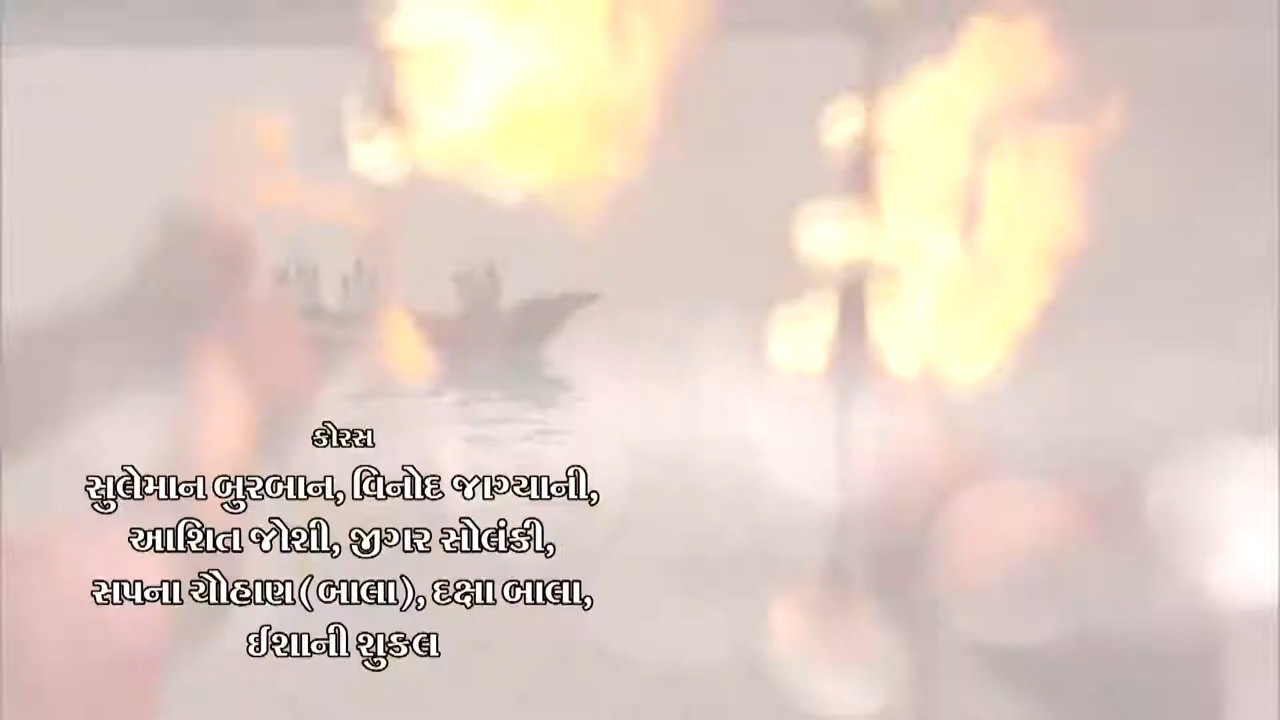 કોરસ
સુલેમાન બુરબાન, વિનોદ જાગ્યાની,
આશિત જોશી, જીગર સોલંકી,
સપના ચૌહાણ (બાલા), દક્ષા બાલા,
ઈશાની શુકલ